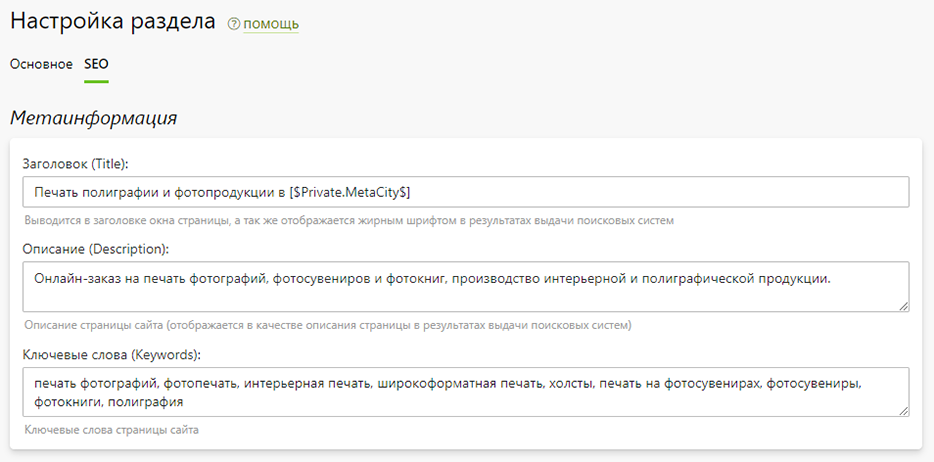 Настройка раздела ? помощь
Основное SEO
Метаинформация
Заголовок (Title):
Печать полиграфии и фотопродукции в [$Private.MetaCity$]
Выводится в заголовке окна страницы, а так же отображается жирным шрифтом в результатах выдачи поисковых систем
Описание (Description):
Онлайн-заказ на печать фотографий, фотосувениров и фотокниг, производство интерьерной и полиграфической продукции.
Описание страницы сайта (отображается в качестве описания страницы в результатах выдачи поисковых систем)
Ключевые слова (Keywords):
печать фотографий, фотопечать, интерьерная печать, широкоформатная печать, холсты, печать на фотосувенирах, фотосувениры,
фотокниги, полиграфия
Ключевые слова страницы сайта